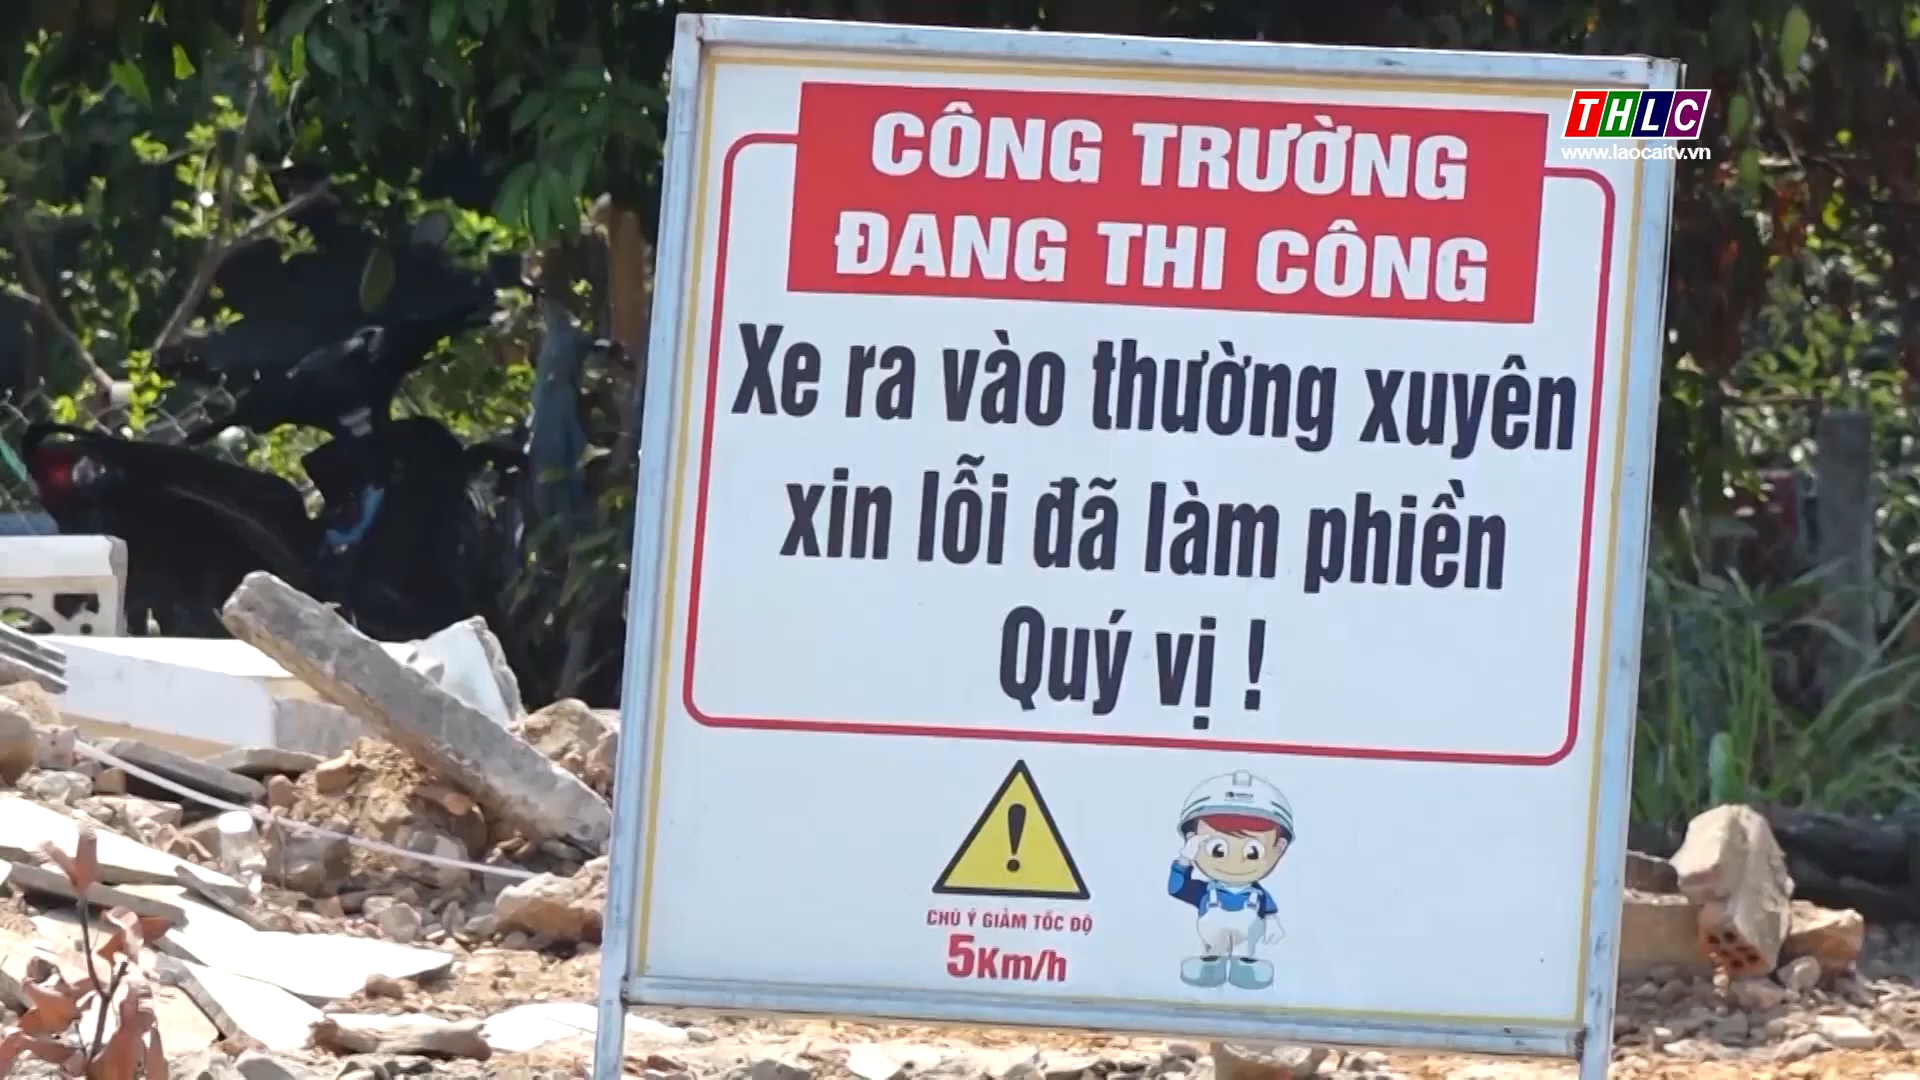 THLC
www.laocaitv.vn
CÔNG TRƯỜNG
ĐANG THI CÔNG
Xe ra vào thường xuyên
xin lỗi đã làm phiền
Quý vị !
CHÚ Ý GIẢM TỐC ĐỘ
5Km/h